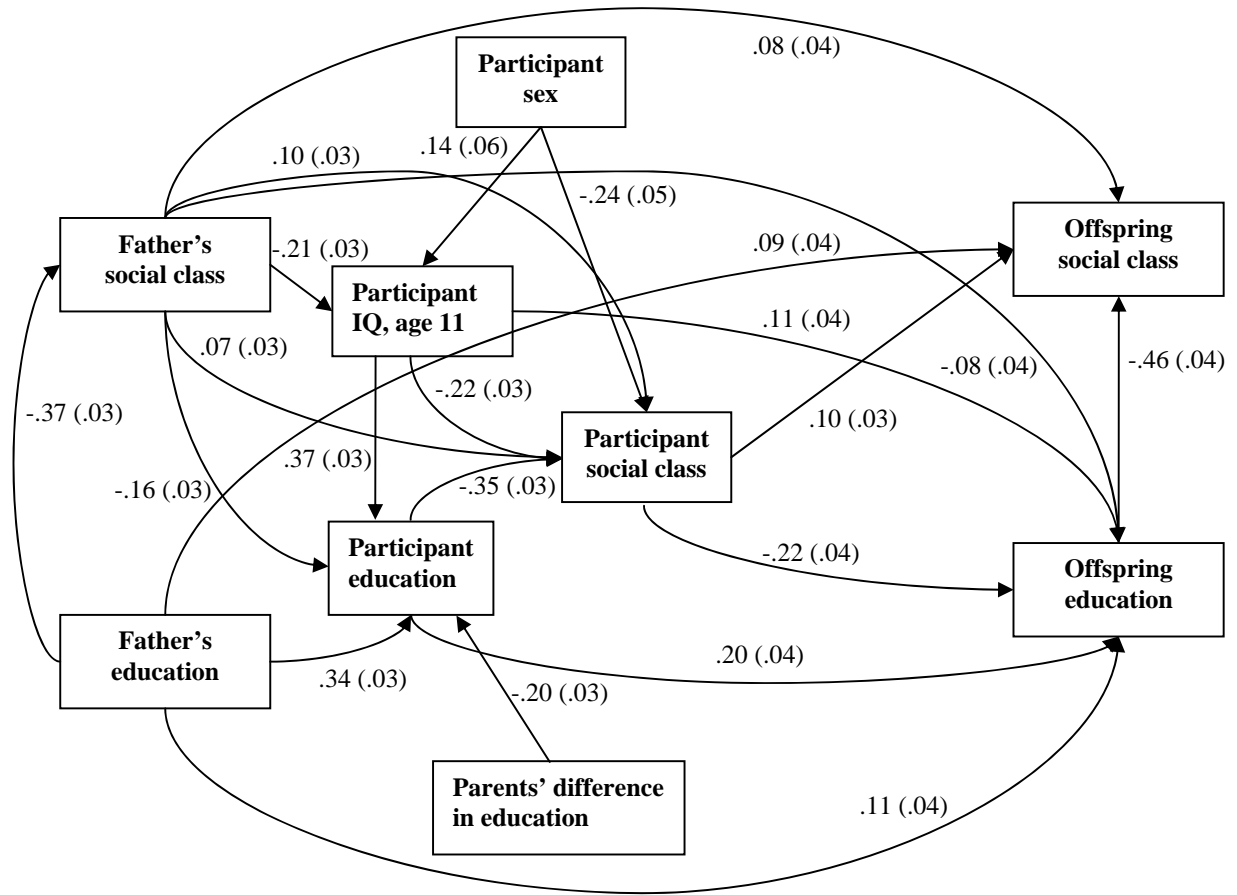 .08 (.04)
Participant
sex
.10 (.03)
.14 (.06)
-.24 (.05)
Father's
social class
-.21 (.03)
.09 (.04)
Offspring
social class
Participant
IQ, age 11
.11 (.04)
.07 (.03)
-.22 (.03)
-.08 (.04)
-.46 (.04)
-.37 (.03)
Participant
social class
.10 (.03)
.37 (.03)
-.16 (.03)
-.35 (.03)
Participant
education
-.22 (.04)
Offspring
education
Father's
education
.34 (.03)
-.20 (.03)
.20 (.04)
Parents' difference
in education
.11 (.04)